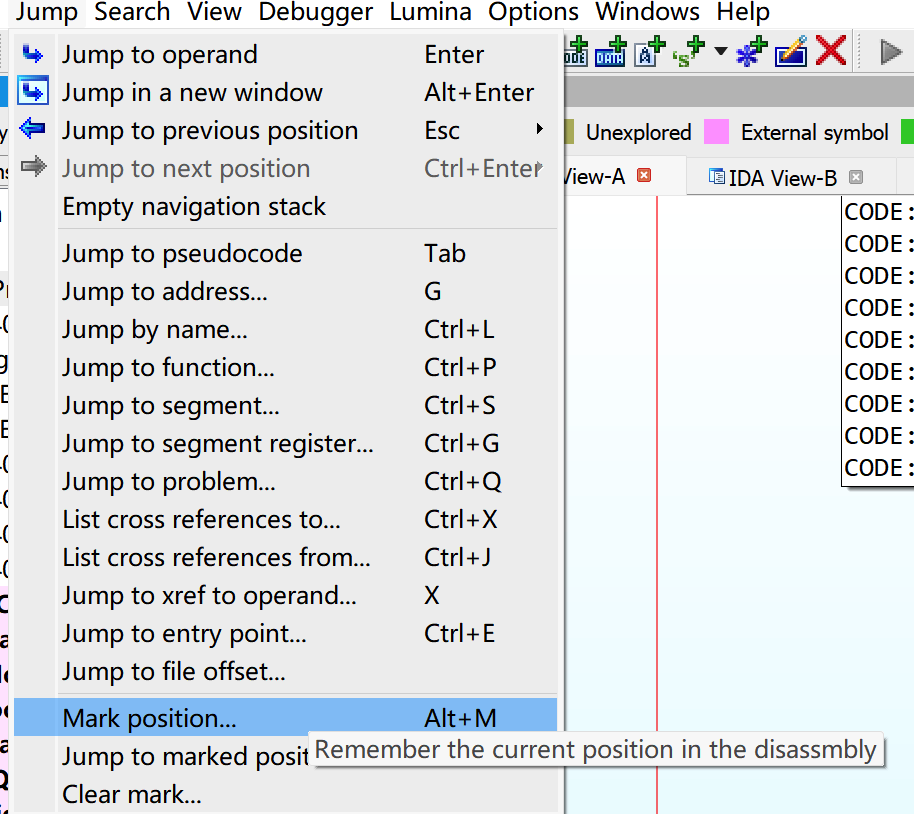 Jump Search View Debugger Lumina Options Windows Help
Jump to operand Enter
Jump in a new window Alt+Enter
Jump to previous position Esc
Unexplored External symbol
Jump to next position Ctrl+Enter
View-A IDA View-B
Empty navigation stack
CODE:
CODE:
Jump to pseudocode Tab
CODE:
Jump to address... G
CODE:
Jump by name... Ctrl+L
CODE:
Jump to function... Ctrl+P
CODE:
Jump to segment... Ctrl+S
CODE:
Jump to segment register... Ctrl+G
CODE:
Jump to problem... Ctrl+Q
CODE:
List cross references to... Ctrl+X
List cross references from... Ctrl+J
Jump to xref to operand... X
Jump to entry point... Ctrl+E
Jump to file offset...
Mark position... Alt+M
Jump to marked posit
Remember the current position in the disassmbly
Clear mark...